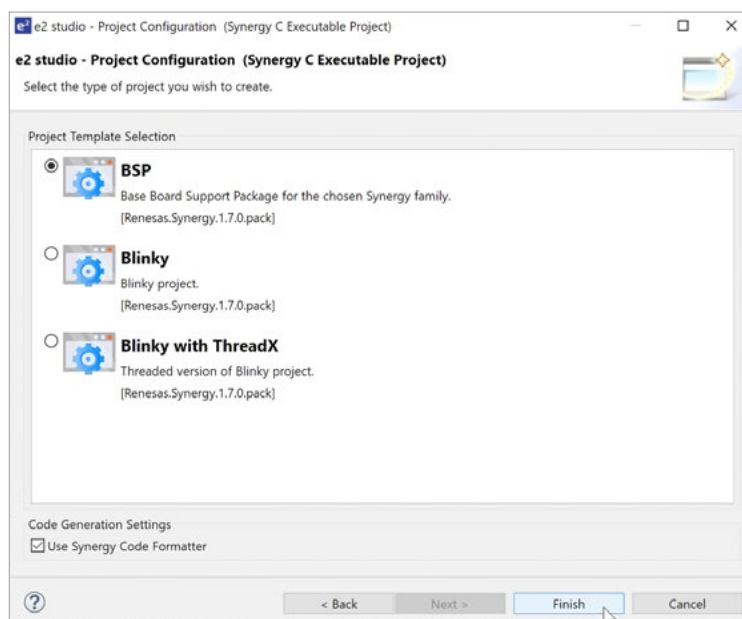 e² e2 studio - Project Configuration (Synergy C Executable Project)
e2 studio - Project Configuration (Synergy C Executable Project)
Select the type of project you wish to create.
Project Template Selection
BSP
Base Board Support Package for the chosen Synergy family.
[Renesas.Synergy.1.7.0.pack]
Blinky
Blinky project.
[Renesas.Synergy.1.7.0.pack]
Blinky with ThreadX
Threaded version of Blinky project.
[Renesas.Synergy.1.7.0.pack]
Code Generation Settings
Use Synergy Code Formatter
? < Back Next > Finish Cancel